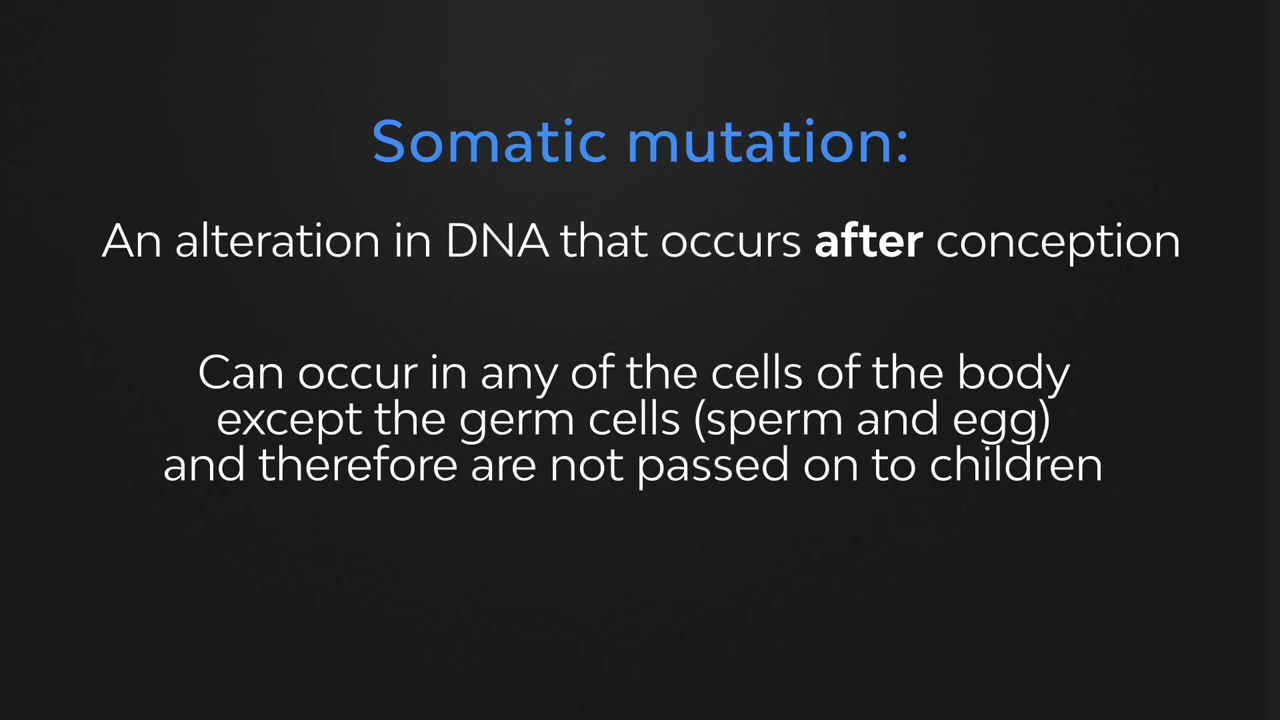 Somatic mutation:
An alteration in DNA that occurs after conception
Can occur in any of the cells of the body
except the germ cells (sperm and egg)
and therefore are not passed on to children